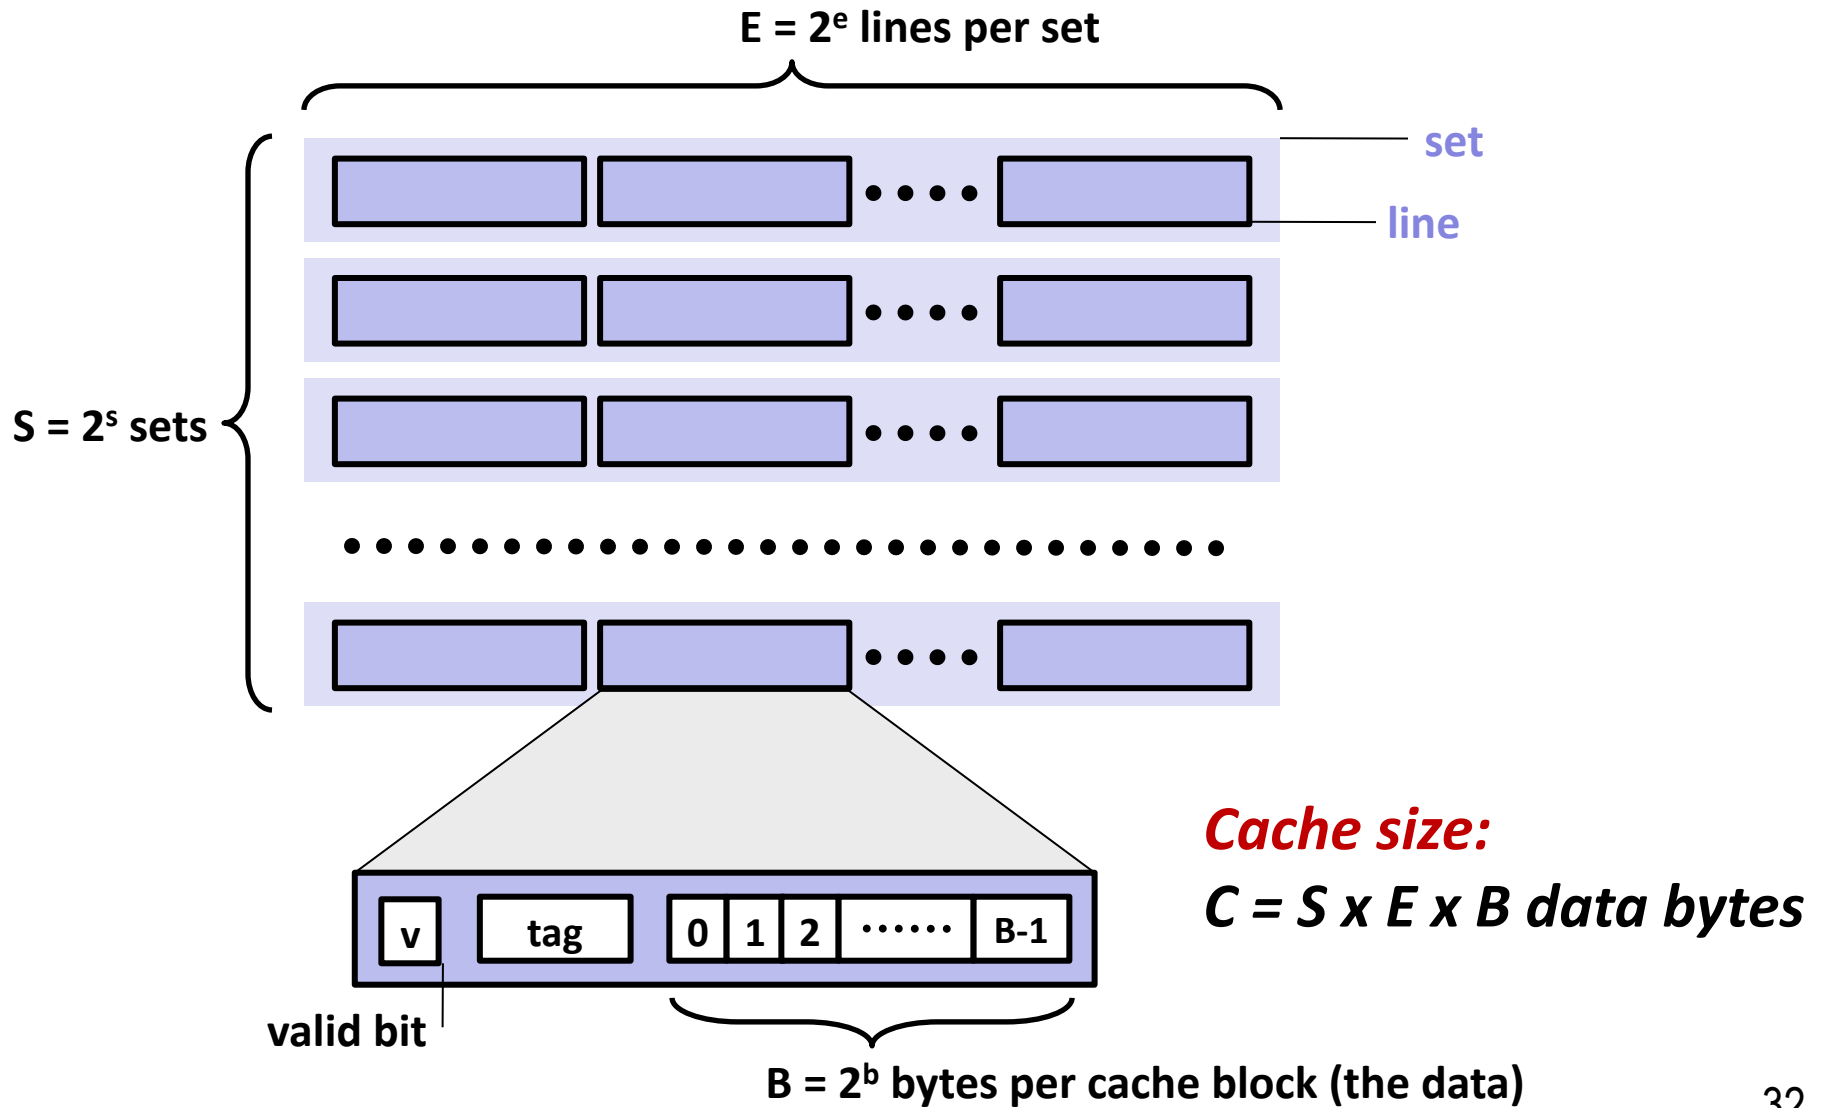 E = 2ᵉ lines per set
set
line
S = 2ˢ sets
v
tag
0 1 2 ...... B-1
valid bit
B = 2ᵇ bytes per cache block (the data)
Cache size:
C = S x E x B data bytes
32